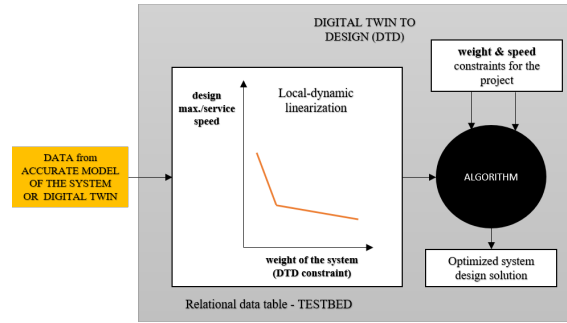 DIGITAL TWIN TO
DESIGN (DTD)
weight & speed
constraints for the
project
design
max./service
speed
Local-dynamic
linearization
DATA from
ACCURATE MODEL
OF THE SYSTEM
OR DIGITAL TWIN
ALGORITHM
weight of the system
(DTD constraint)
Optimized system
design solution
Relational data table - TESTBED